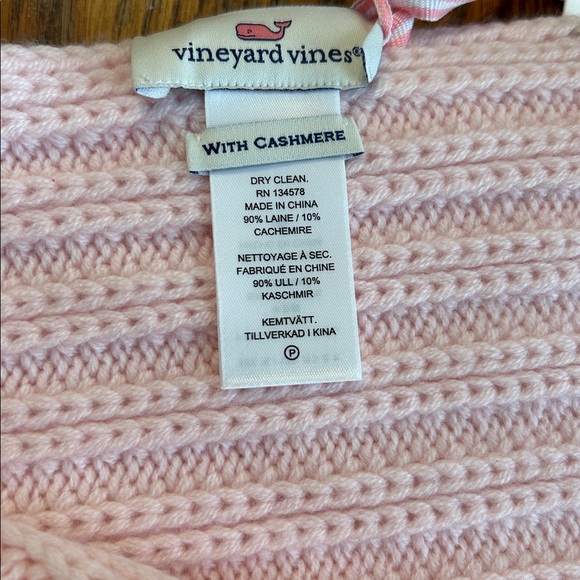 vineyard vines®
WITH CASHMERE
DRY CLEAN.
RN 134578
MADE IN CHINA
90% LAINE / 10%
CACHEMIRE
NETTOYAGE À SEC.
FABRIQUÉ EN CHINE
90% ULL / 10%
KASCHMIR
KEMTVÄTT.
TILLVERKAD I KINA
P